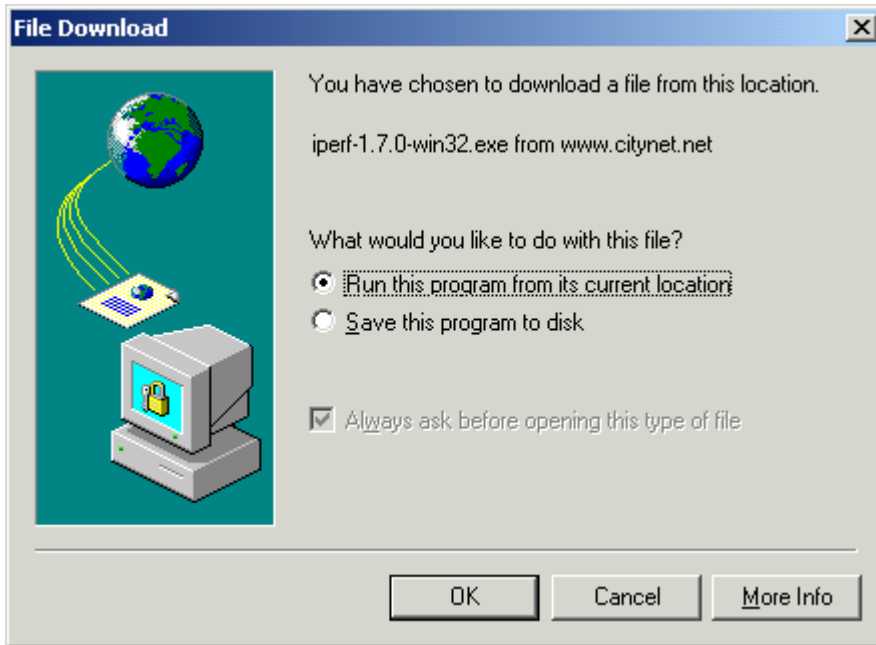 File Download
You have chosen to download a file from this location.
iperf-1.7.0-win32.exe from www.citynet.net
What would you like to do with this file?
Run this program from its current location
Save this program to disk
Always ask before opening this type of file
OK
Cancel
More Info